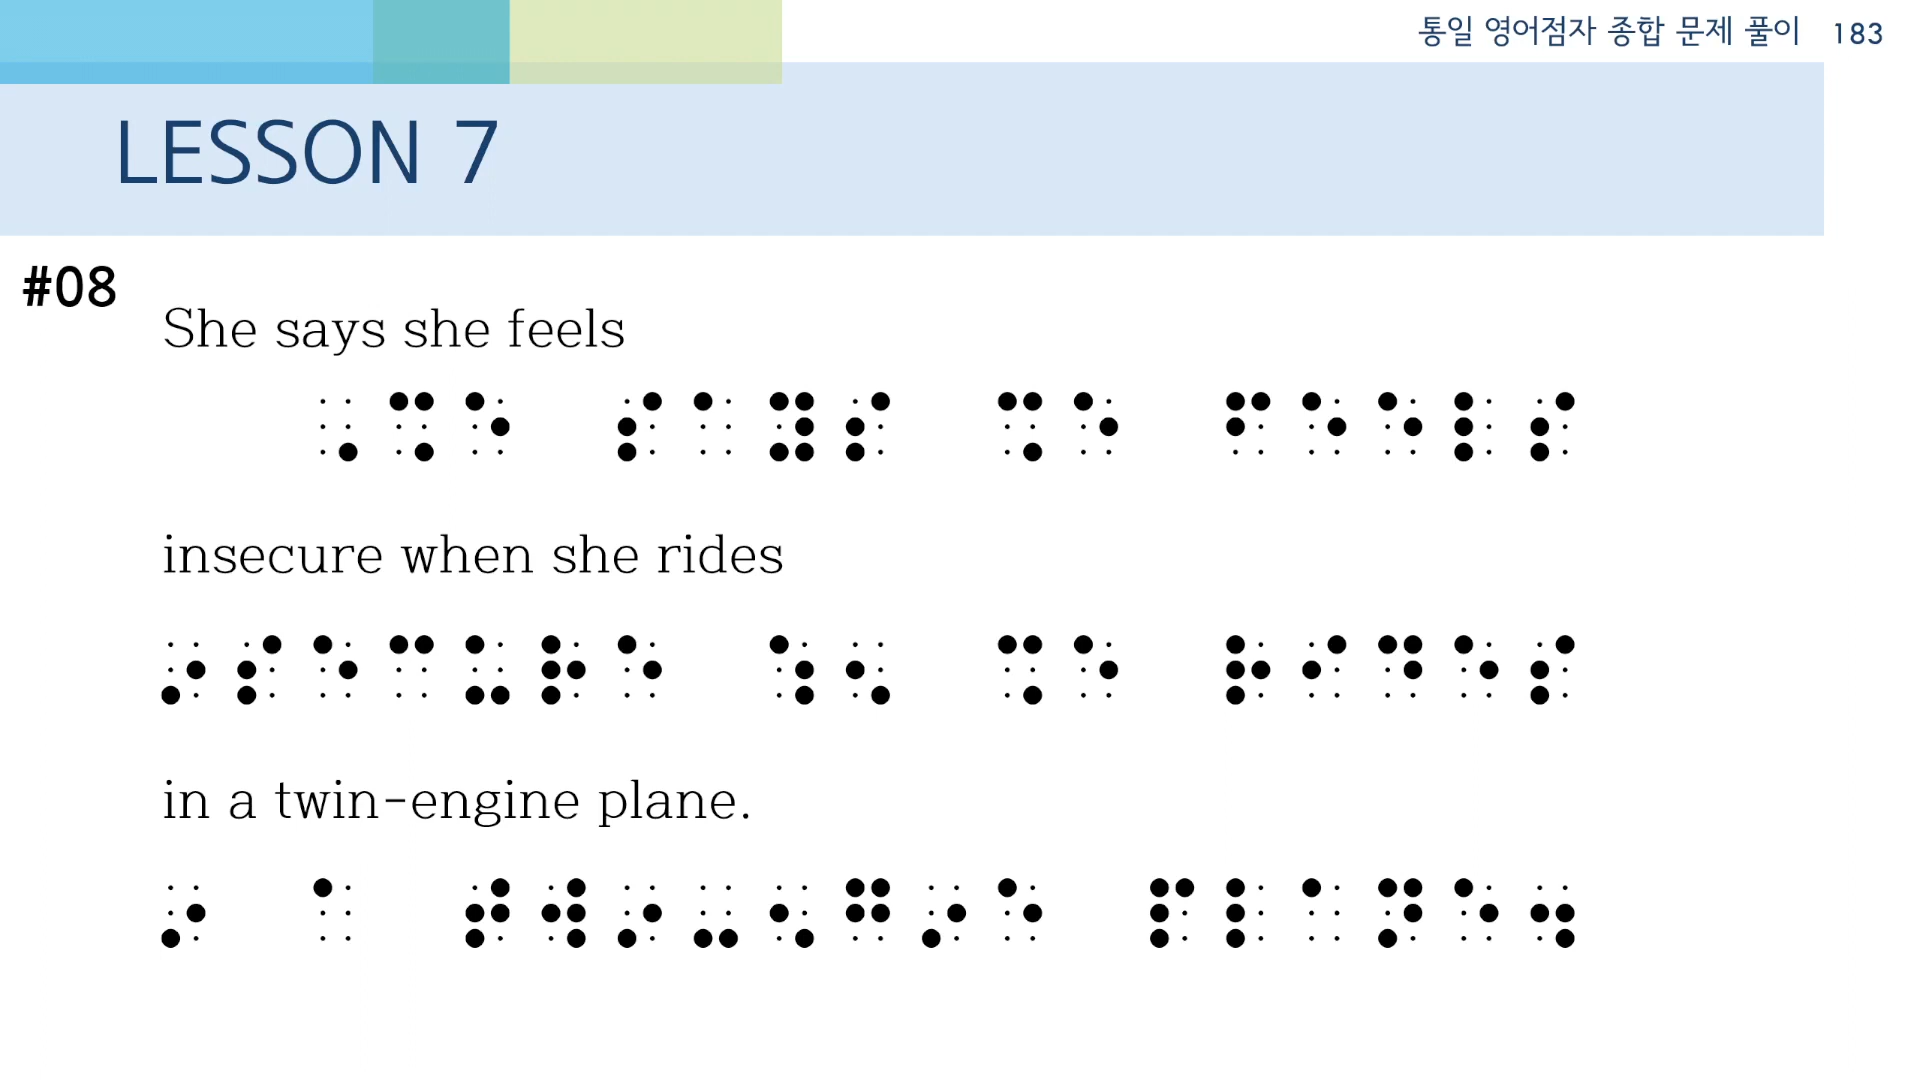 통일 영어점자 종합 문제 풀이 183
LESSON 7
#08
She says she feels
⠠⠩⠑ ⠎⠁⠽⠎ ⠩⠑ ⠋⠑⠑⠇⠎
insecure when she rides
⠔⠎⠑⠉⠥⠗⠑ ⠱⠢ ⠩⠑ ⠗⠊⠙⠑⠎
in a twin-engine plane.
⠔ ⠁ ⠞⠺⠔⠤⠢⠛⠔⠑ ⠏⠇⠁⠝⠑⠲